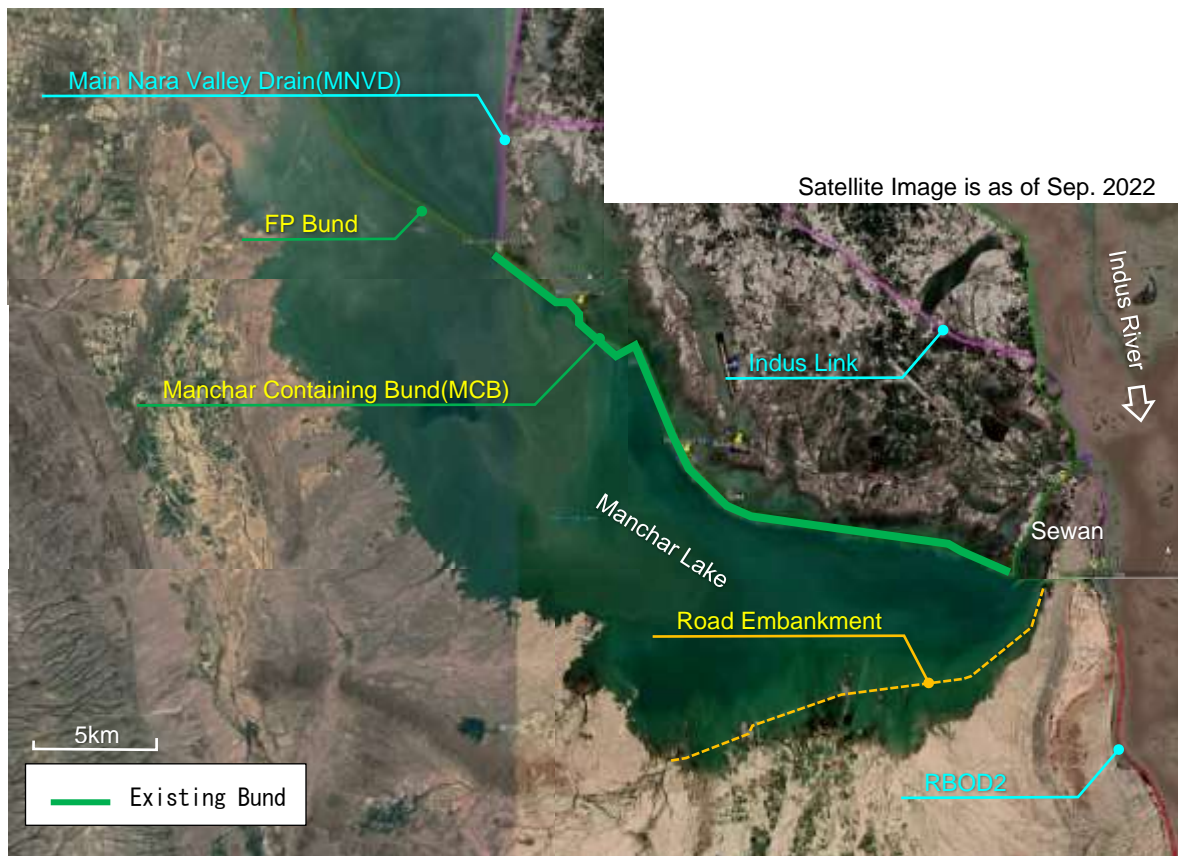 Main Nara Valley Drain(MNVD)
Satellite Image is as of Sep. 2022
FP Bund
Indus River
Indus Link
Manchar Containing Bund(MCB)
Manchar Lake
Sewan
Road Embankment
5km
RBOD2
Existing Bund